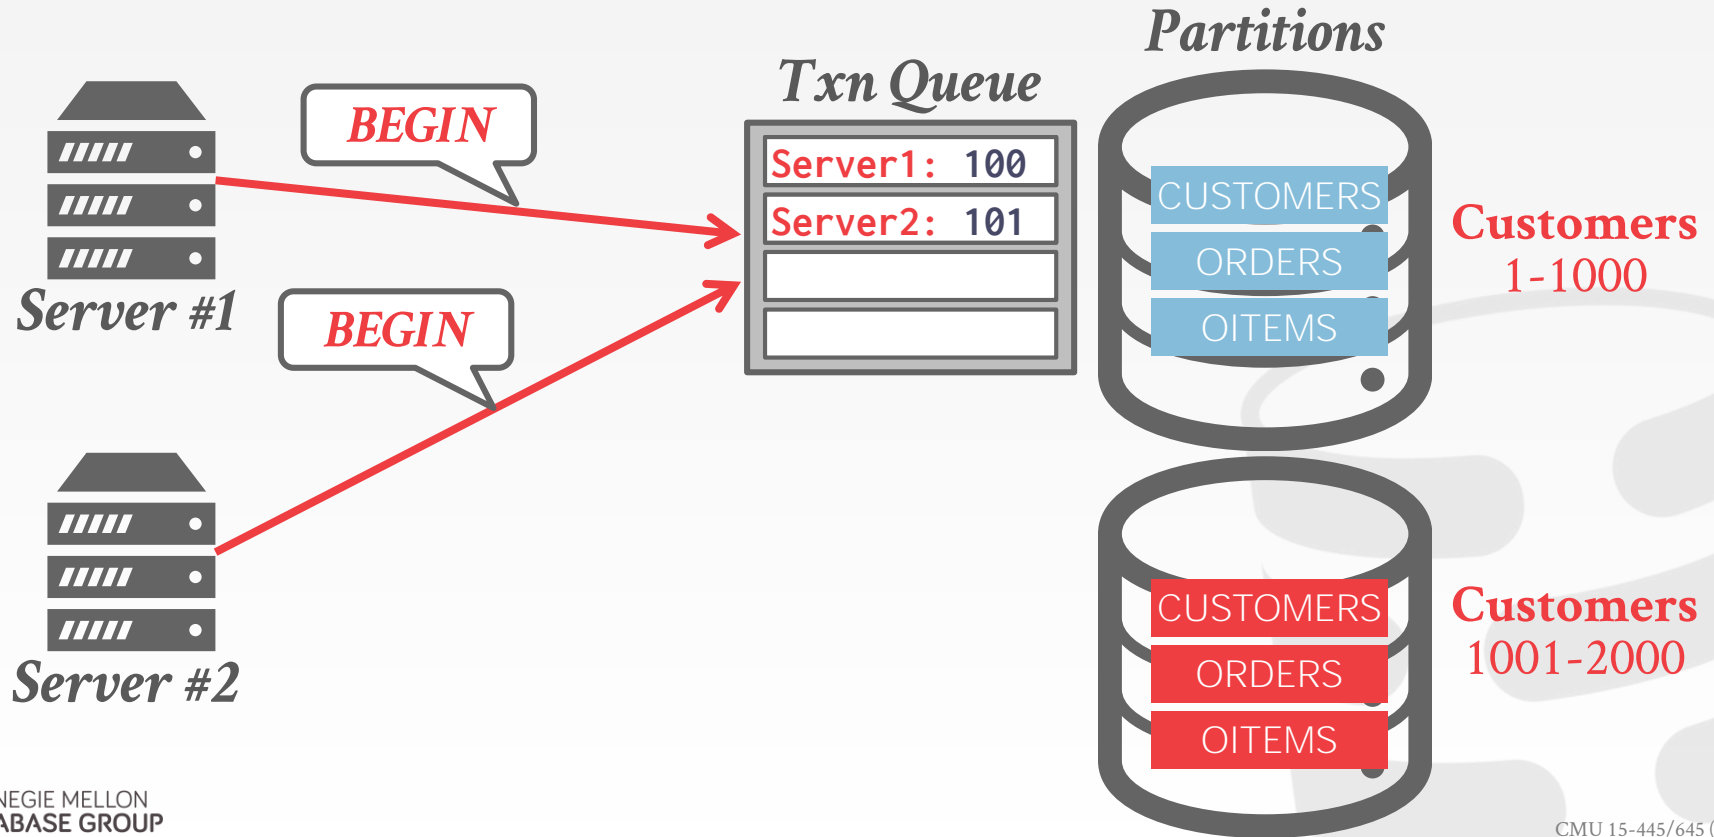 Partitions
Txn Queue
BEGIN
Server1: 100
Server2: 101
CUSTOMERS
ORDERS
OITEMS
Customers
1-1000
Server #1
BEGIN
CUSTOMERS
ORDERS
OITEMS
Customers
1001-2000
Server #2
NEGIE MELLON
ABASE GROUP
CMU 15-445/645 (